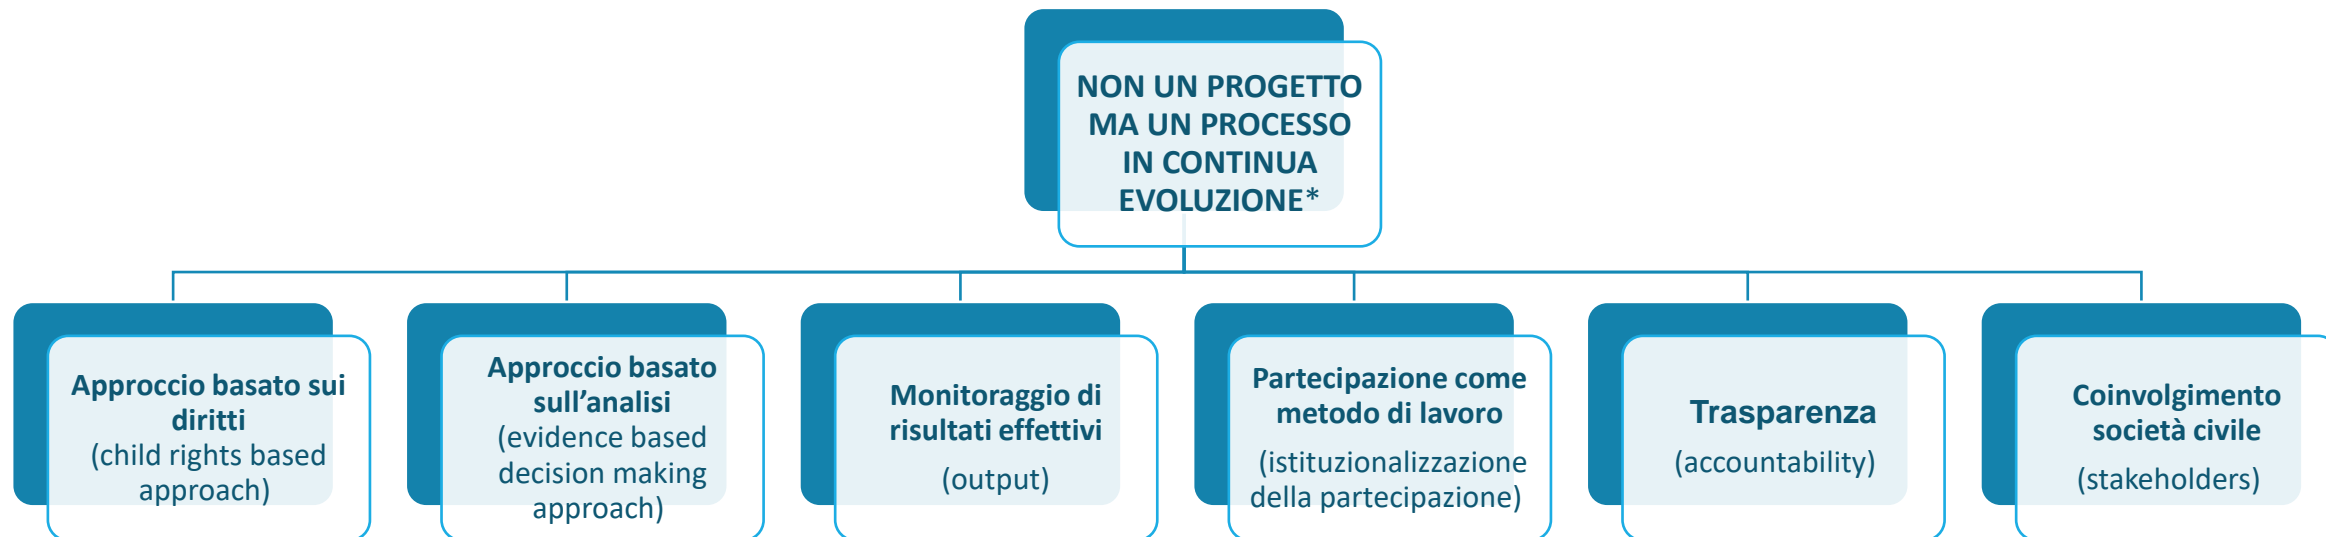 NON UN PROGETTO
MA UN PROCESSO
IN CONTINUA
EVOLUZIONE*
Approccio basato sui
diritti
(child rights based
approach)
Approccio basato
sull’analisi
(evidence based
decision making
approach)
Monitoraggio di
risultati effettivi
(output)
Partecipazione come
metodo di lavoro
(istituzionalizzazione
della partecipazione)
Trasparenza
(accountability)
Coinvolgimento
società civile
(stakeholders)